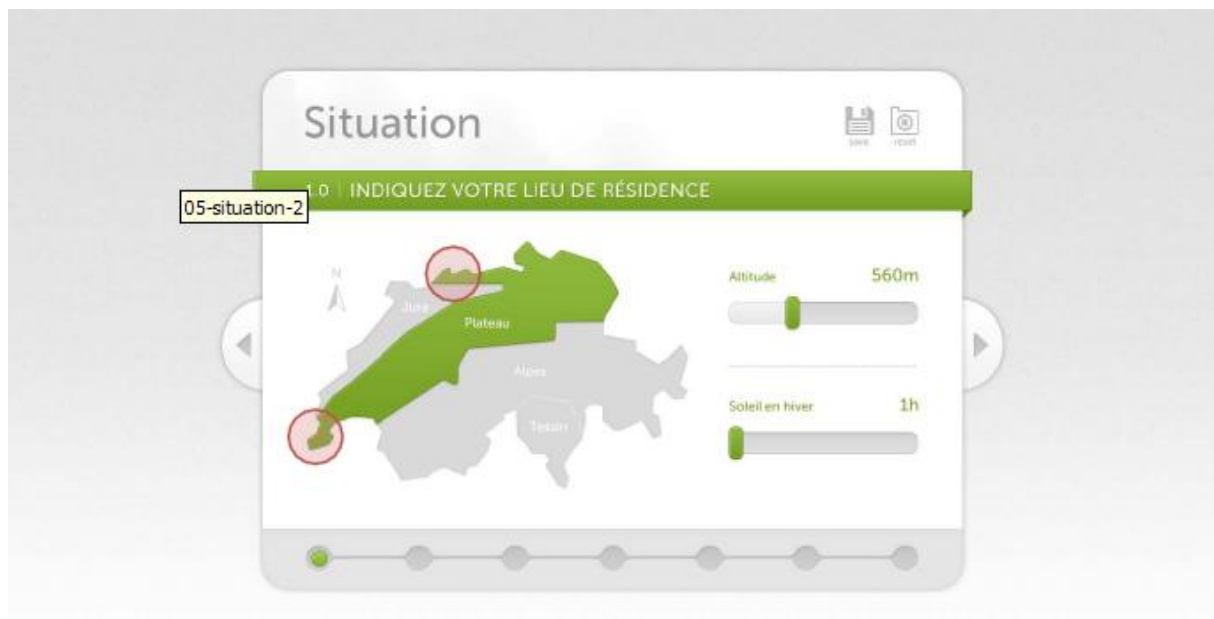 Situation
save
reset
1.0 | INDIQUEZ VOTRE LIEU DE RÉSIDENCE
05-situation-2
N
Jura
Plateau
Alpes
Tessin
Altitude 560m
Soleil en hiver 1h